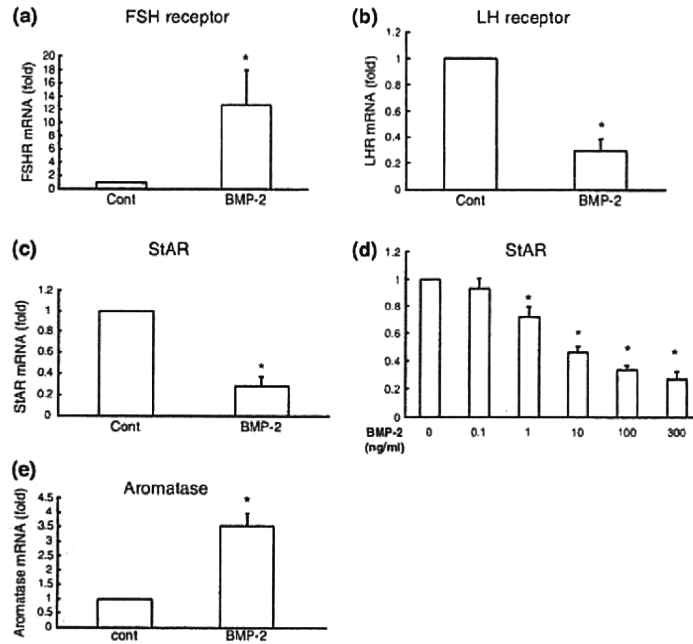 (a) FSH receptor
FSHR mRNA (fold)
20
18
16
14
12
10
8
6
4
2
0
*
Cont BMP-2
(b) LH receptor
LHR mRNA (fold)
1.2
1
0.8
0.6
0.4
0.2
0
*
Cont BMP-2
(c) StAR
StAR mRNA (fold)
1.2
1
0.8
0.6
0.4
0.2
0
*
Cont BMP-2
(d) StAR
1.2
1
0.8
0.6
0.4
0.2
0
* * * *
BMP-2 0 0.1 1 10 100 300
(ng/ml)
(e) Aromatase
Aromatase mRNA (fold)
4.5
4
3.5
3
2.5
2
1.5
1
0.5
0
*
cont BMP-2